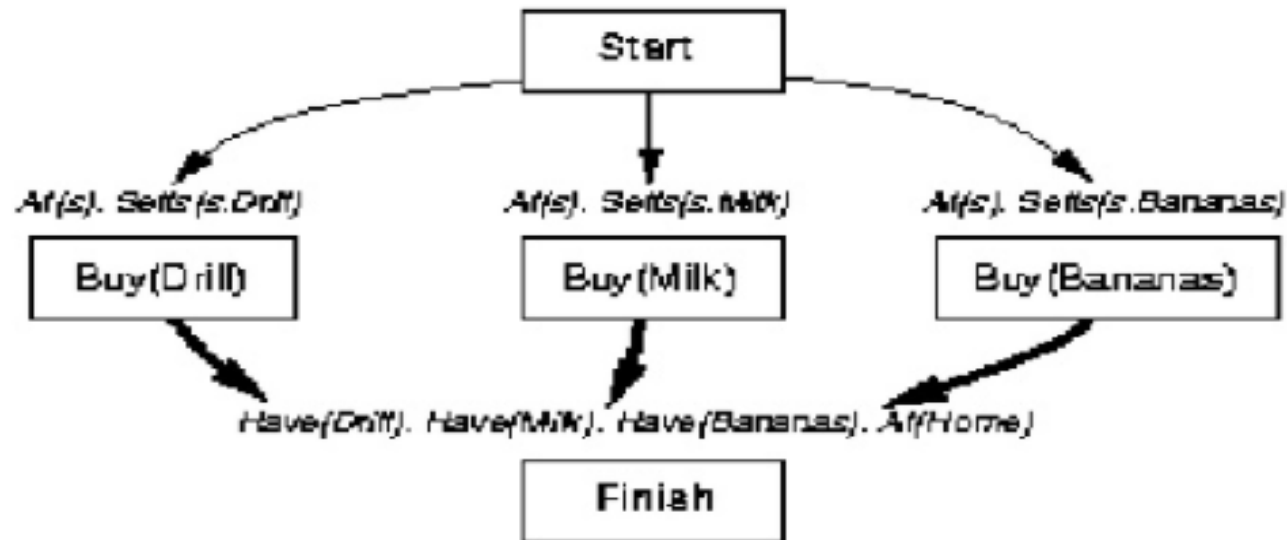 Start
At(s), Sells(s,Drill) At(s), Sells(s,Milk) At(s), Sells(s,Bananas)
Buy(Drill) Buy(Milk) Buy(Bananas)
Have(Drill), Have(Milk), Have(Bananas), At(Home)
Finish